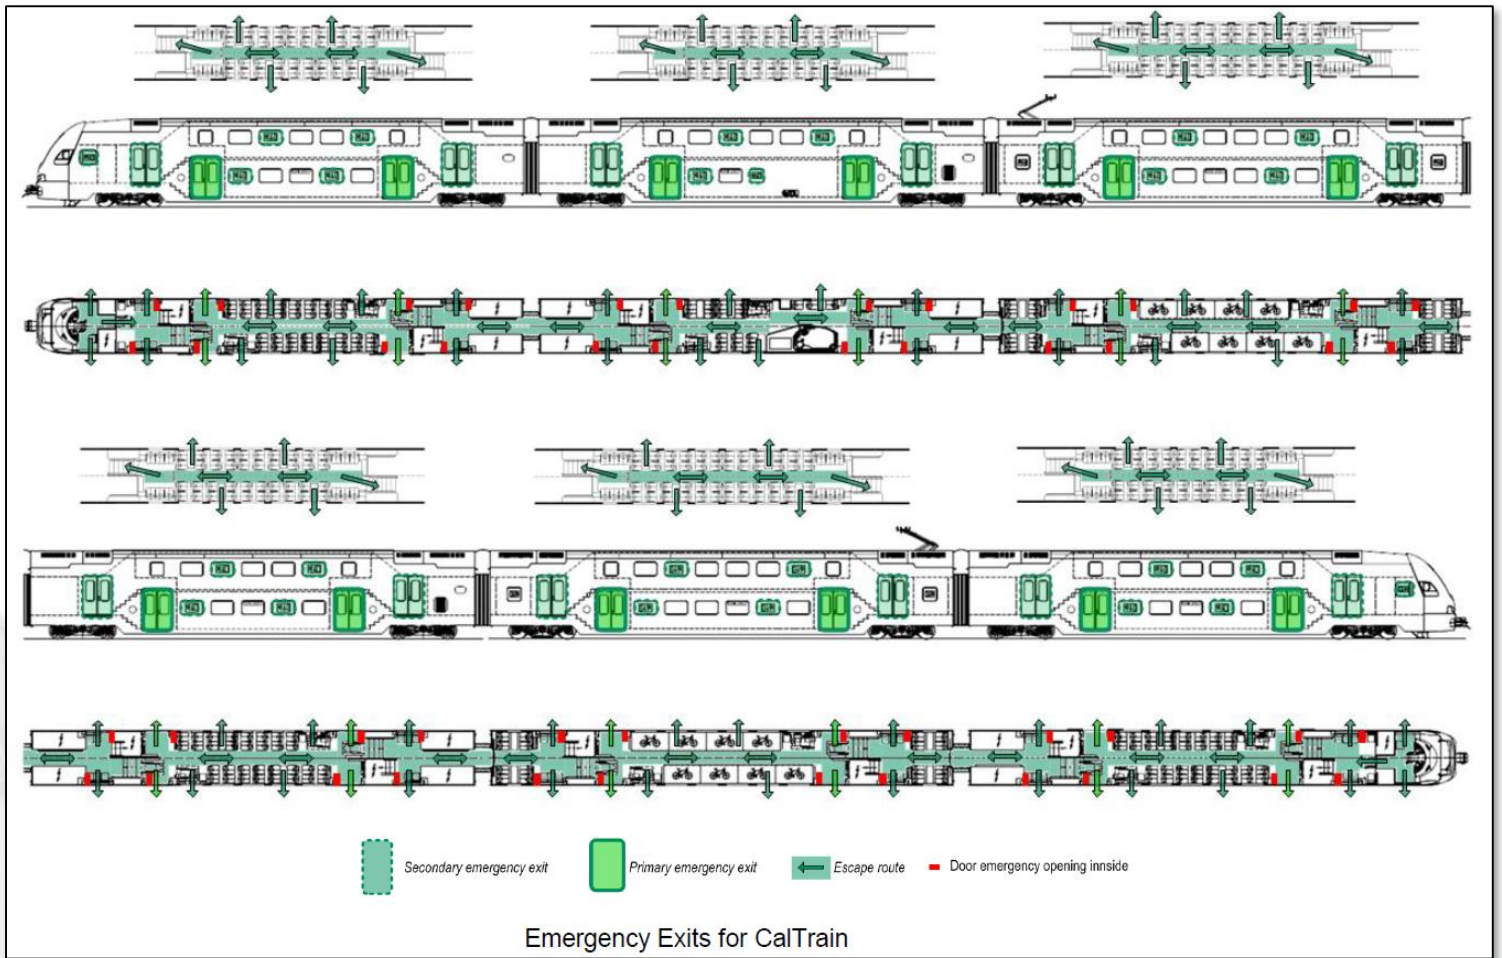 Secondary emergency exit
Primary emergency exit
Escape route
Door emergency opening innside
Emergency Exits for CalTrain